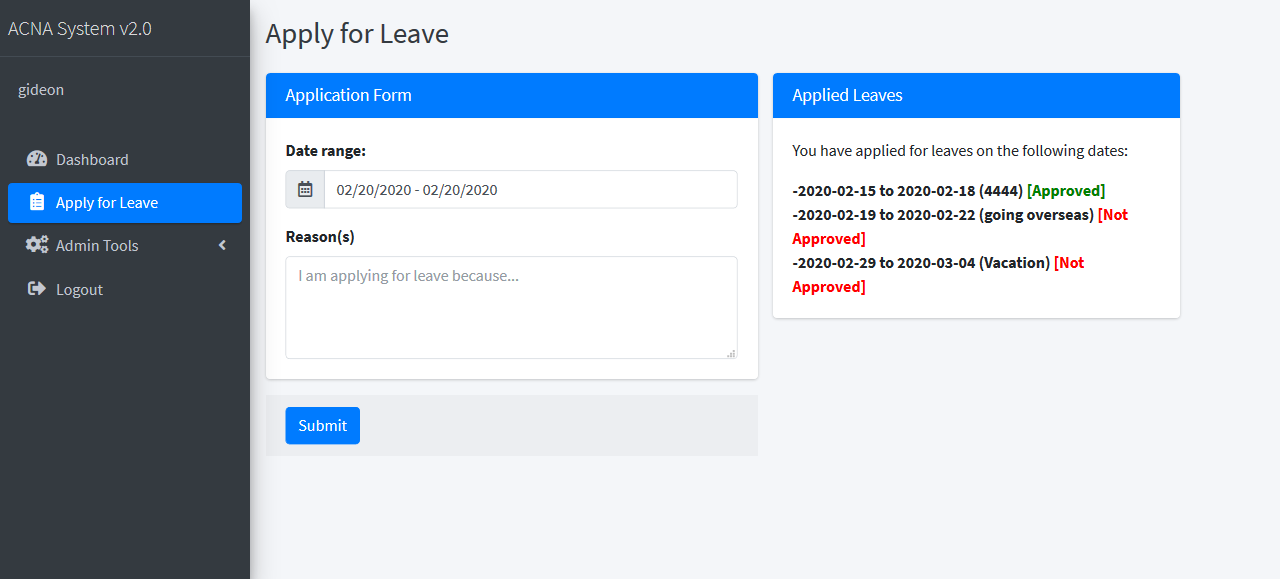 ACNA System v2.0
gideon
Dashboard
Apply for Leave
Admin Tools
Logout
Apply for Leave
Application Form
Date range:
02/20/2020 - 02/20/2020
Reason(s)
I am applying for leave because...
Submit
Applied Leaves
You have applied for leaves on the following dates:
-2020-02-15 to 2020-02-18 (4444) [Approved]
-2020-02-19 to 2020-02-22 (going overseas) [Not
Approved]
-2020-02-29 to 2020-03-04 (Vacation) [Not
Approved]